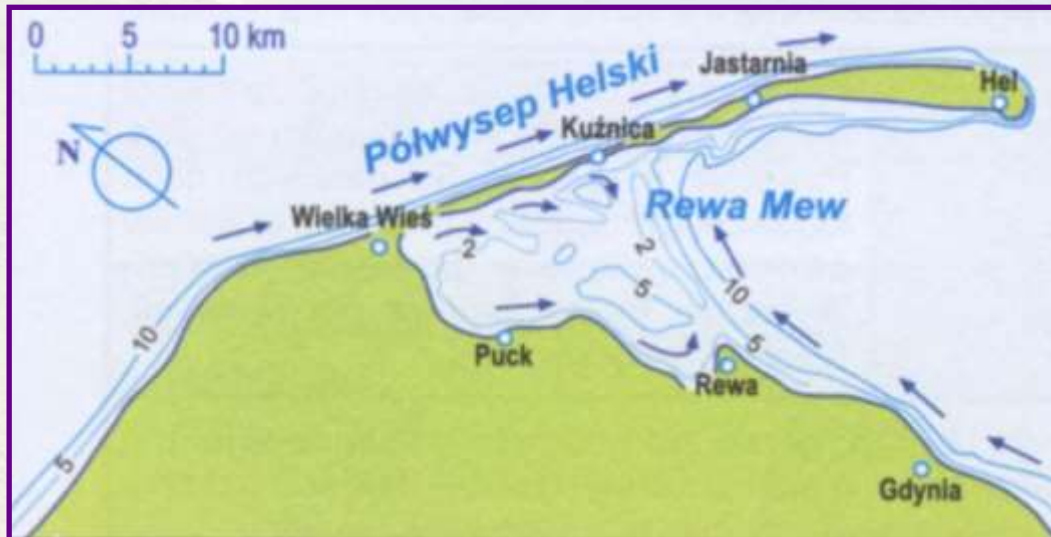 0 5 10 km
N
Półwysep Helski
Jastarnia
Hel
Kuźnica
Wielka Wieś
Rewa Mew
2
2
5
10
10
5
5
Puck
Rewa
Gdynia